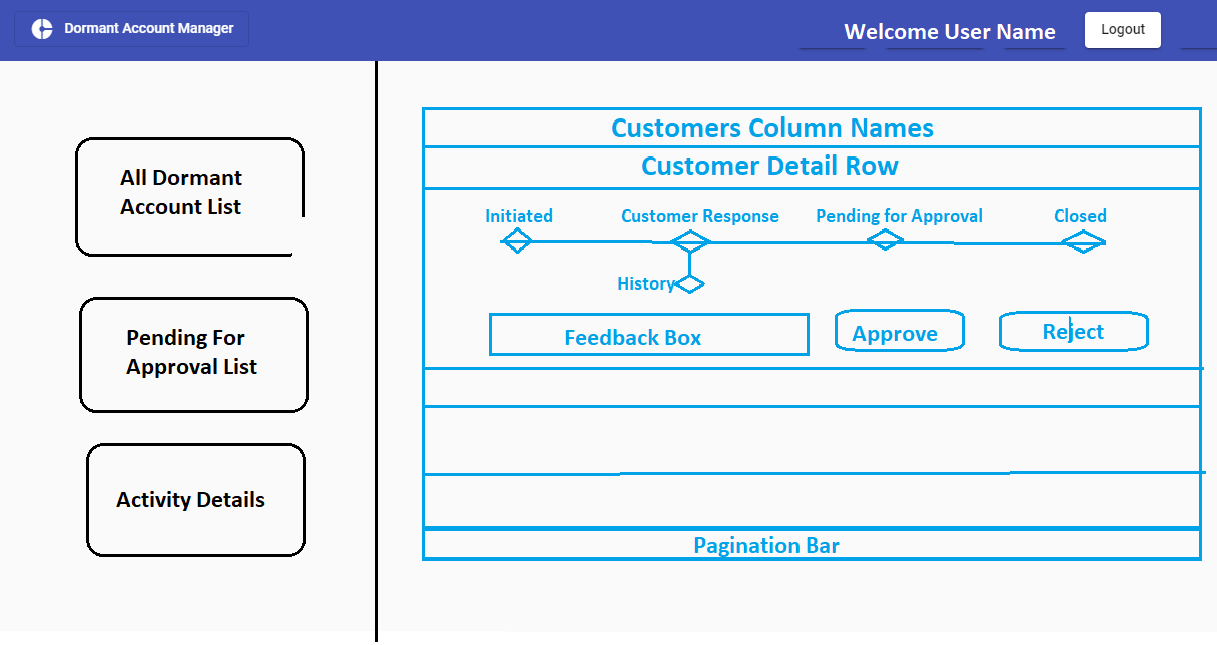 Dormant Account Manager
Welcome User Name
Logout
All Dormant
Account List
Pending For
Approval List
Activity Details
Customers Column Names
Customer Detail Row
Initiated
Customer Response
Pending for Approval
Closed
History
Feedback Box
Approve
Reject
Pagination Bar